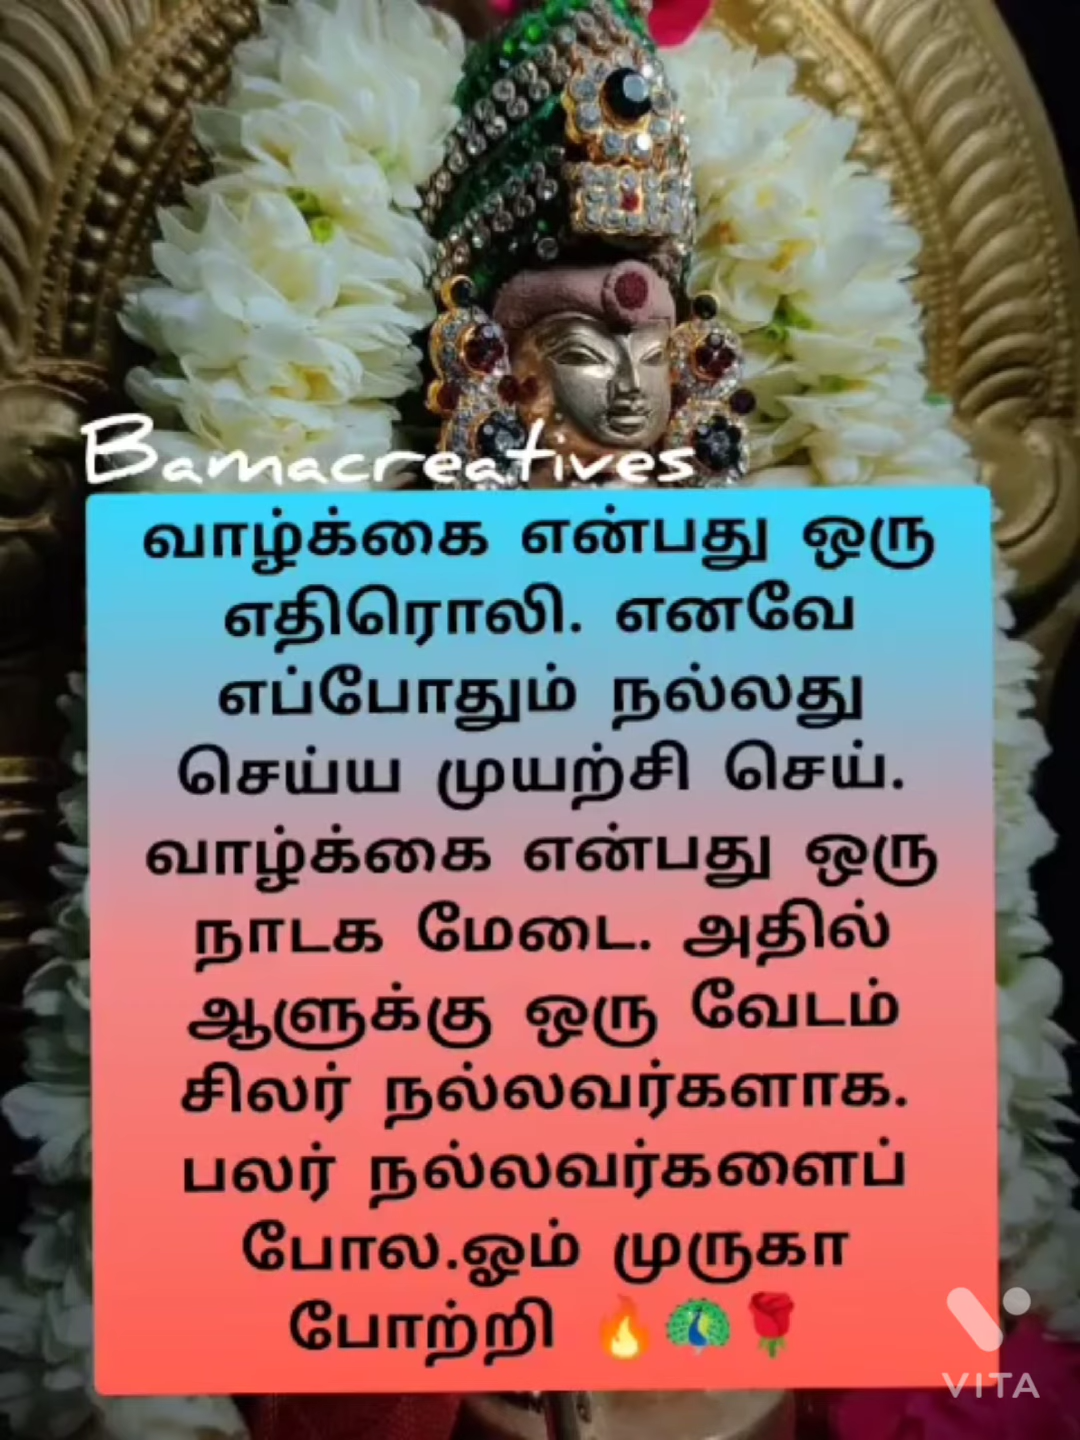 Bamacreatives
வாழ்க்கை என்பது ஒரு
எதிரொலி. எனவே
எப்போதும் நல்லது
செய்ய முயற்சி செய்.
வாழ்க்கை என்பது ஒரு
நாடக மேடை. அதில்
ஆளுக்கு ஒரு வேடம்
சிலர் நல்லவர்களாக.
பலர் நல்லவர்களைப்
போல.ஓம் முருகா
போற்றி 🔥🦚🌹
VITA